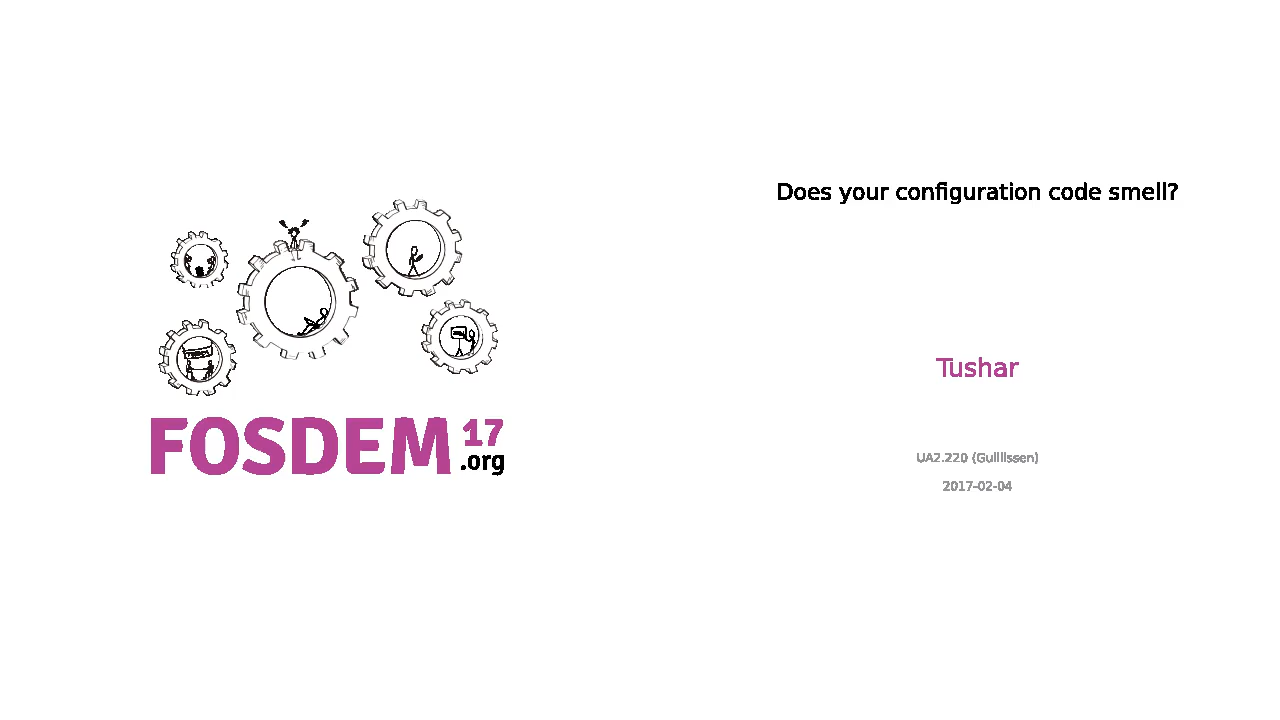 Does your configuration code smell?
Tushar
UA2.220 (Guillissen)
2017-02-04
FOSDEM 17
.org